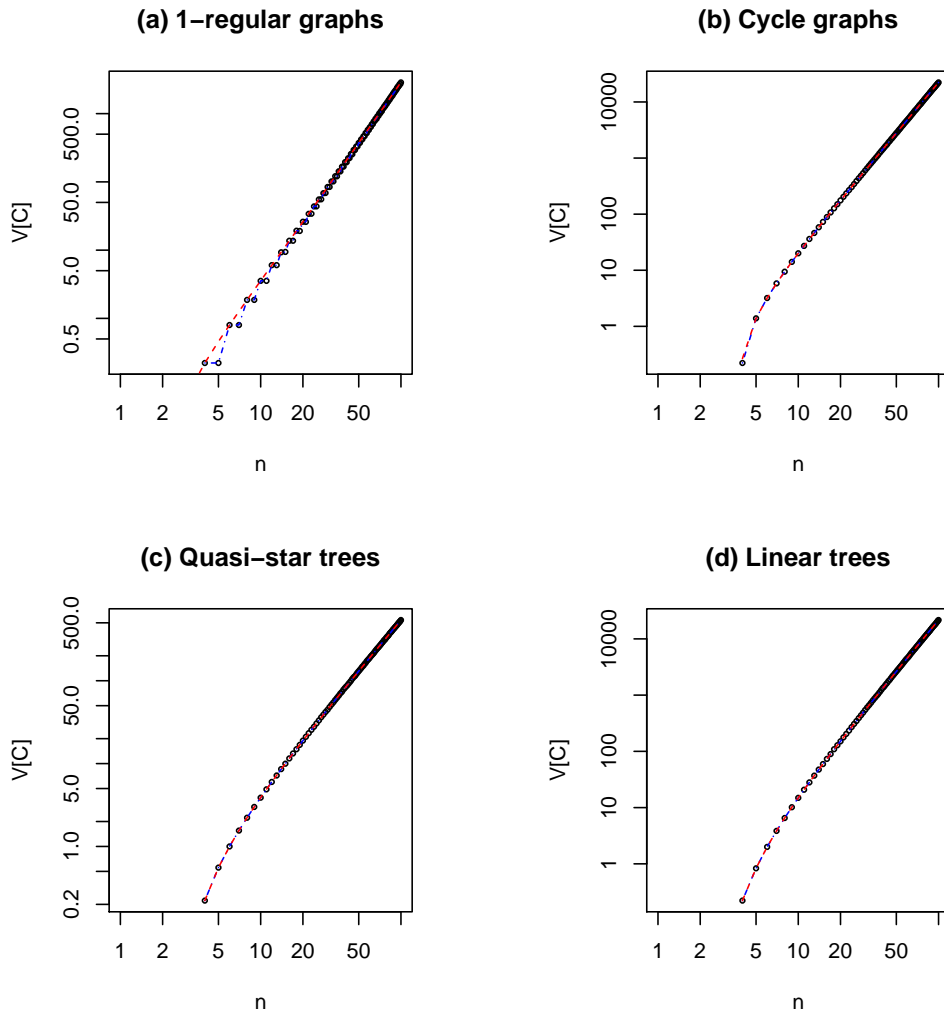 (a) 1−regular graphs
V[C]
0.5
5.0
50.0
500.0
1 2 5 10 20 50
n
(b) Cycle graphs
V[C]
1
10
100
10000
1 2 5 10 20 50
n
(c) Quasi−star trees
V[C]
0.2
1.0
5.0
50.0
500.0
1 2 5 10 20 50
n
(d) Linear trees
V[C]
1
10
100
10000
1 2 5 10 20 50
n